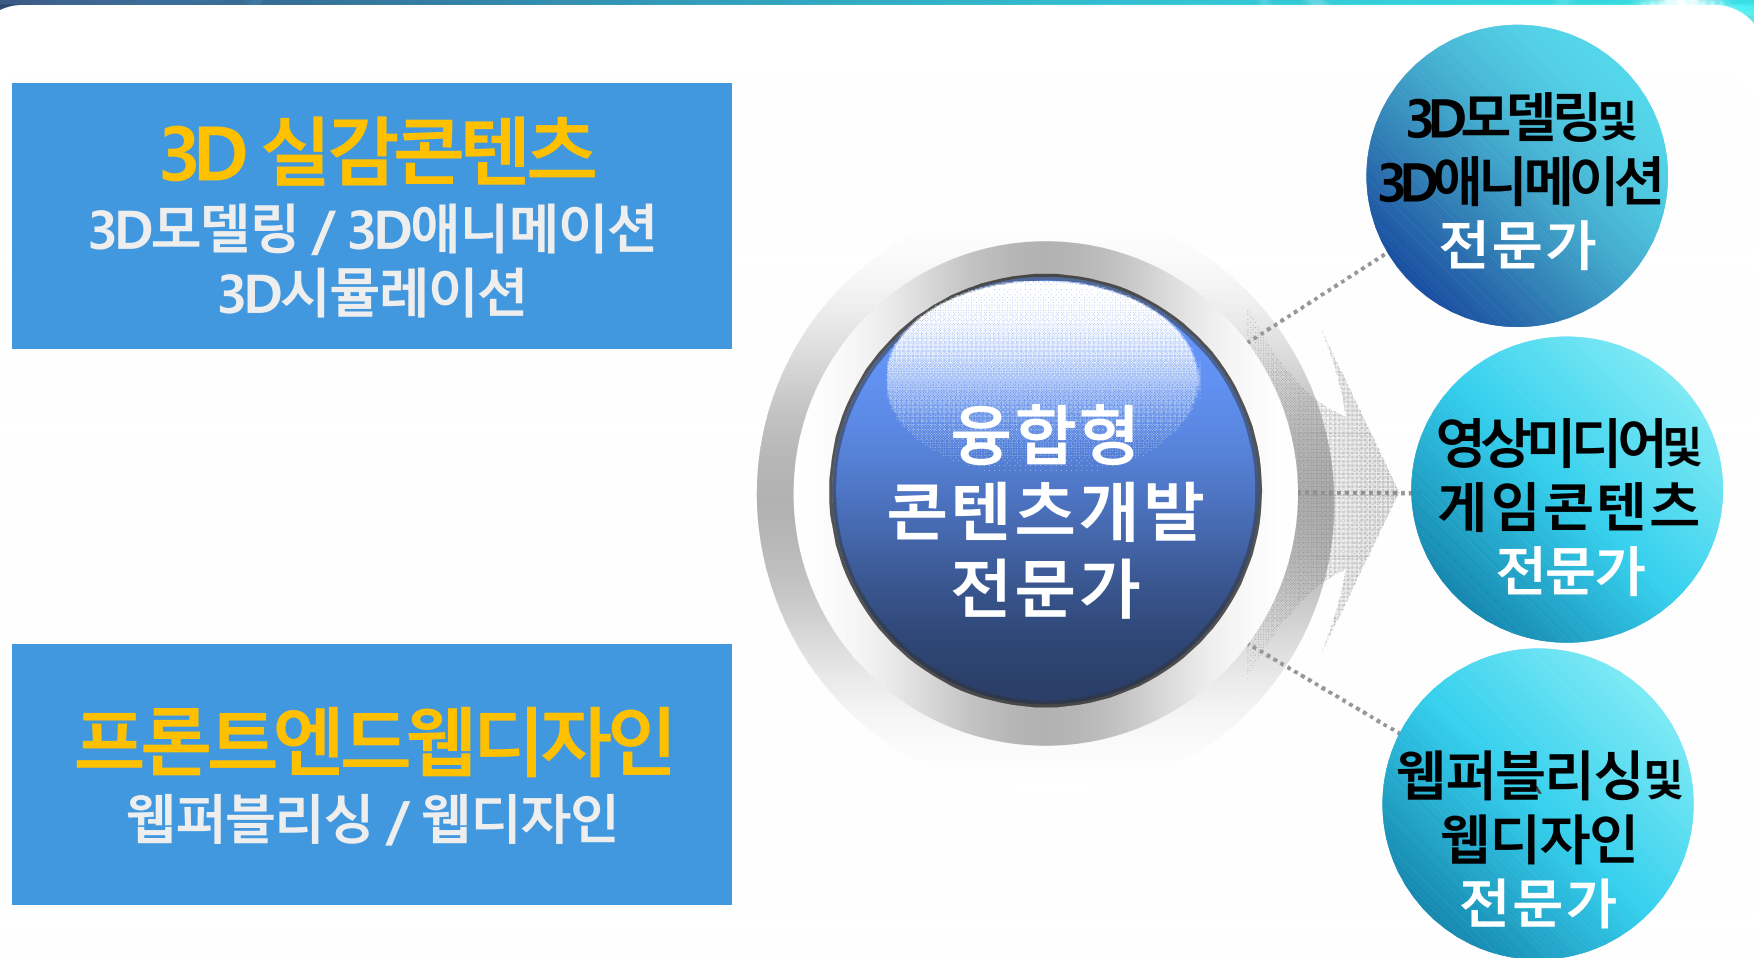 3D 실감콘텐츠
3D모델링 / 3D애니메이션
3D시뮬레이션
프론트엔드웹디자인
웹퍼블리싱 / 웹디자인
융합형
콘텐츠개발
전문가
3D모델링및
3D애니메이션
전문가
영상미디어및
게임콘텐츠
전문가
웹퍼블리싱및
웹디자인
전문가